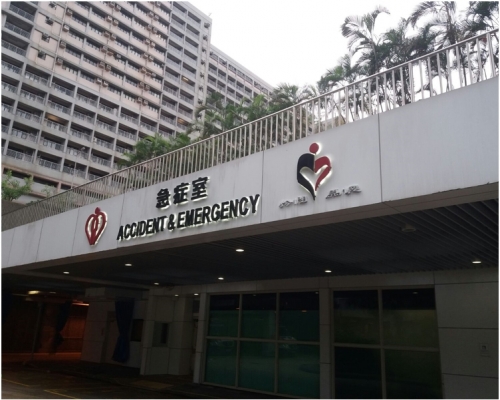 急症室
ACCIDENT & EMERGENCY